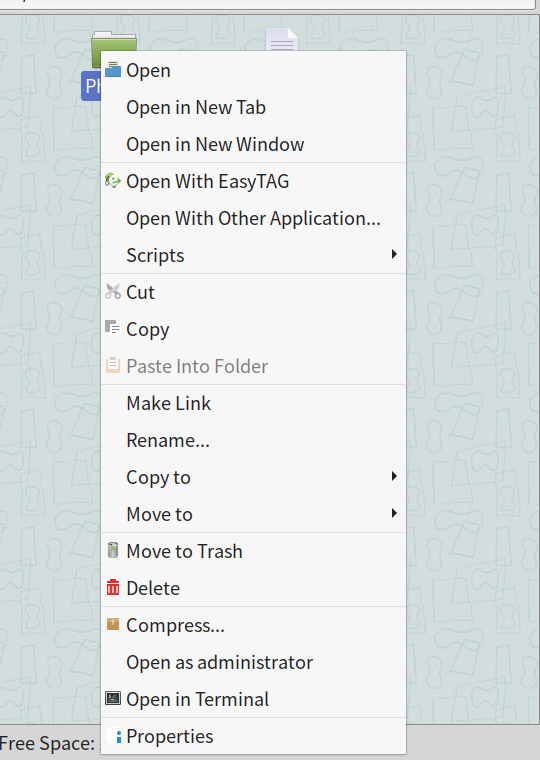 Open
Open in New Tab
Open in New Window
Open With EasyTAG
Open With Other Application...
Scripts
Cut
Copy
Paste Into Folder
Make Link
Rename...
Copy to
Move to
Move to Trash
Delete
Compress...
Open as administrator
Open in Terminal
Properties
Free Space: